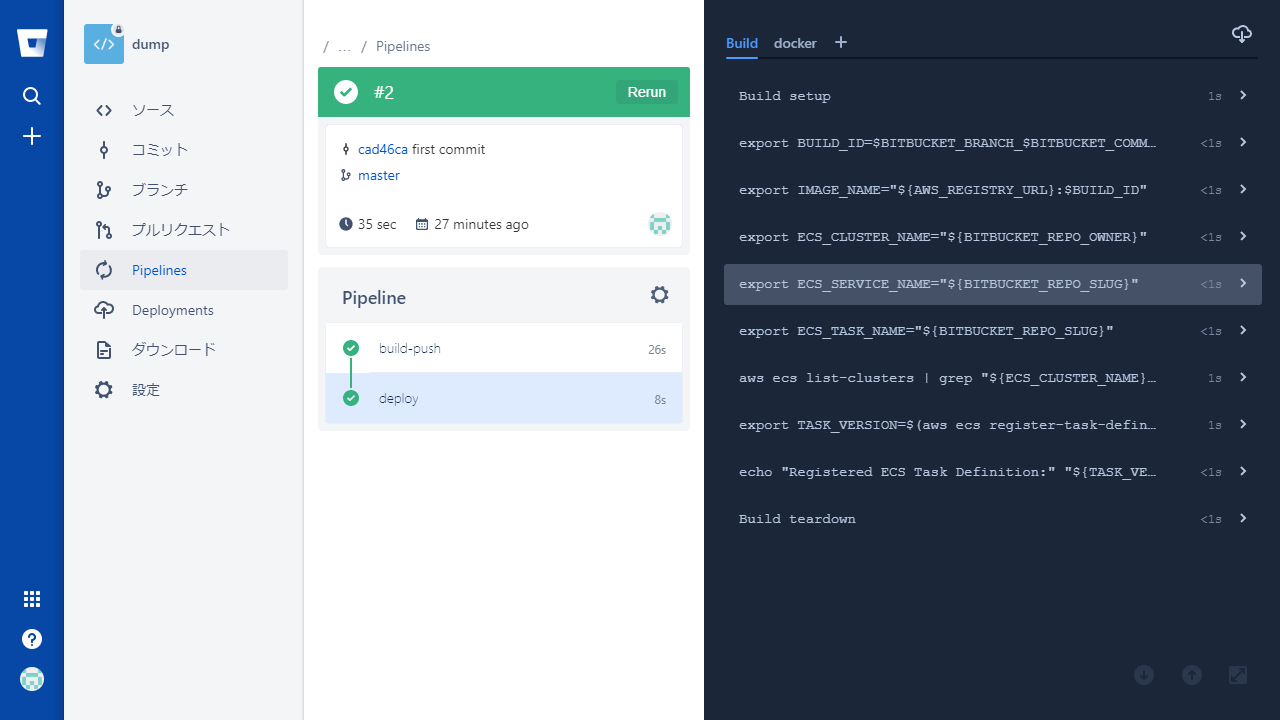 dump
ソース
コミット
ブランチ
プルリクエスト
Pipelines
Deployments
ダウンロード
設定
/ ... / Pipelines
#2 Rerun
cad46ca first commit
master
35 sec 27 minutes ago
Pipeline
build-push 26s
deploy 8s
Build docker +
Build setup 1s
export BUILD_ID=$BITBUCKET_BRANCH_$BITBUCKET_COMM… <1s
export IMAGE_NAME="${AWS_REGISTRY_URL}:$BUILD_ID" <1s
export ECS_CLUSTER_NAME="${BITBUCKET_REPO_OWNER}" <1s
export ECS_SERVICE_NAME="${BITBUCKET_REPO_SLUG}" <1s
export ECS_TASK_NAME="${BITBUCKET_REPO_SLUG}" <1s
aws ecs list-clusters | grep "${ECS_CLUSTER_NAME}… 1s
export TASK_VERSION=$(aws ecs register-task-defin… 1s
echo "Registered ECS Task Definition:" "${TASK_VE… <1s
Build teardown <1s